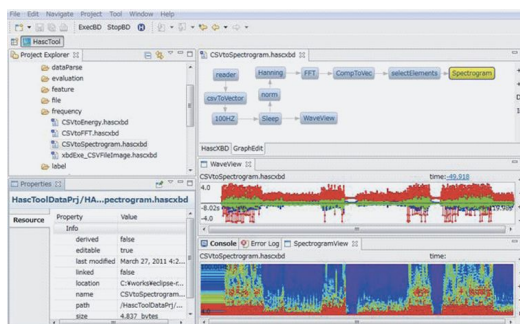 File Edit Navigate Project Tool Window Help
ExecBD StopBD
HascTool
Project Explorer
dataParse
evaluation
feature
file
frequency
CSVtoEnergy.hascxbd
CSVtoFFT.hascxbd
CSVtoSpectrogram.hascxbd
xbdExe_CSVFileImage.hascxbd
label
Properties
HascToolDataPrj/HA...pectrogram.hascxbd
Resource
Property Value
Info
derived false
editable true
last modified March 27, 2011 4:2...
linked false
location C:¥works¥eclipse-r...
name CSVtoSpectrogram...
path /HascToolDataPrj/...
size 4,837 bytes
CSVtoSpectrogram.hascxbd
reader Hanning FFT CompToVec selectElements Spectrogram
csvToVector norm
100HZ Sleep WaveView
HascXBD GraphEdit
WaveView
CSVtoSpectrogram.hascxbd time:-49.918
4.0
-8.02s
-4.0
Console Error Log SpectrogramView
CSVtoSpectrogram.hascxbd time: